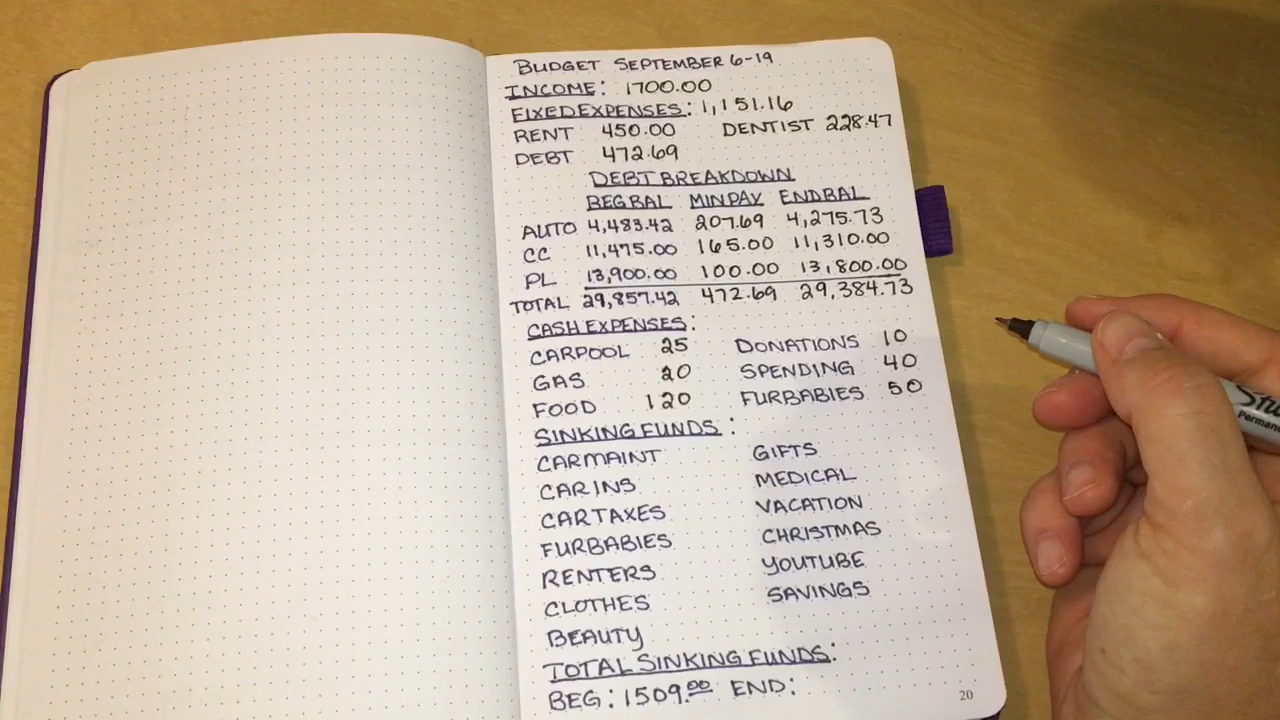 BUDGET SEPTEMBER 6-19
INCOME: 1700.00
FIXED EXPENSES: 1,151.16
RENT 450.00 DENTIST 228.47
DEBT 472.69
DEBT BREAKDOWN
BEG BAL MIN PAY END BAL
AUTO 4,483.42 207.69 4,275.73
CC 11,475.00 165.00 11,310.00
PL 13,900.00 100.00 13,800.00
TOTAL 29,857.42 472.69 29,384.73
CASH EXPENSES:
CARPOOL 25 DONATIONS 10
GAS 20 SPENDING 40
FOOD 120 FURBABIES 50
SINKING FUNDS:
CAR MAINT GIFTS
CAR INS MEDICAL
CAR TAXES VACATION
FURBABIES CHRISTMAS
RENTERS YOUTUBE
CLOTHES SAVINGS
BEAUTY
TOTAL SINKING FUNDS:
BEG: 1509.00 END:
20